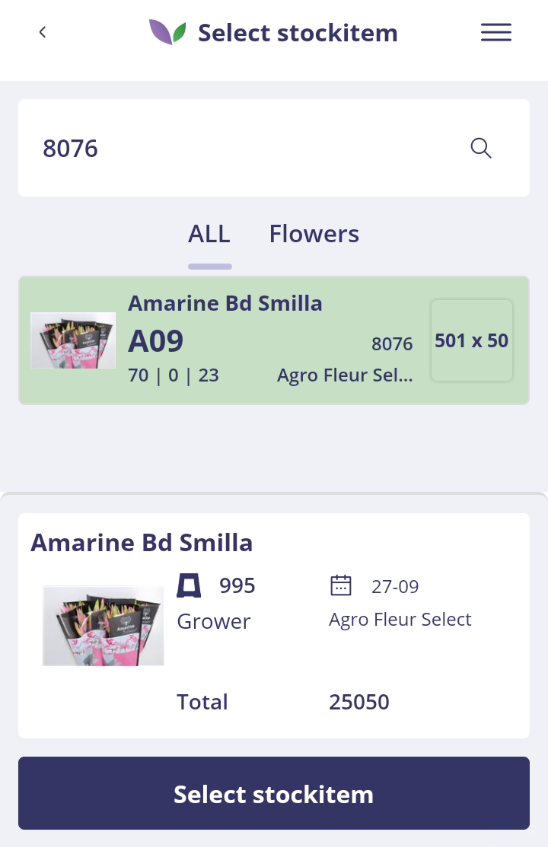 Select stockitem
8076
ALL Flowers
Amarine Bd Smilla
A09
8076
501 x 50
70 | 0 | 23
Agro Fleur Sel...
Amarine Bd Smilla
995
27-09
Grower
Agro Fleur Select
Total
25050
Select stockitem